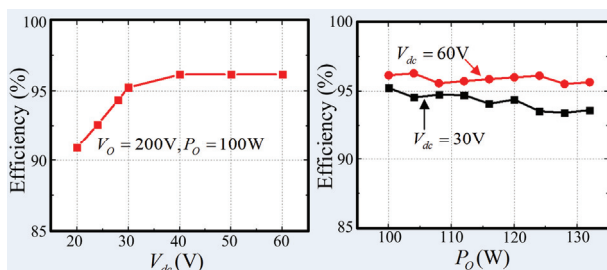 100
95
90
85
Efficiency (%)
V_O = 200V, P_O = 100W
20 30 40 50 60
V_dc(V)
100
95
90
85
Efficiency (%)
V_dc = 60V
V_dc = 30V
100 110 120 130
P_O (W)